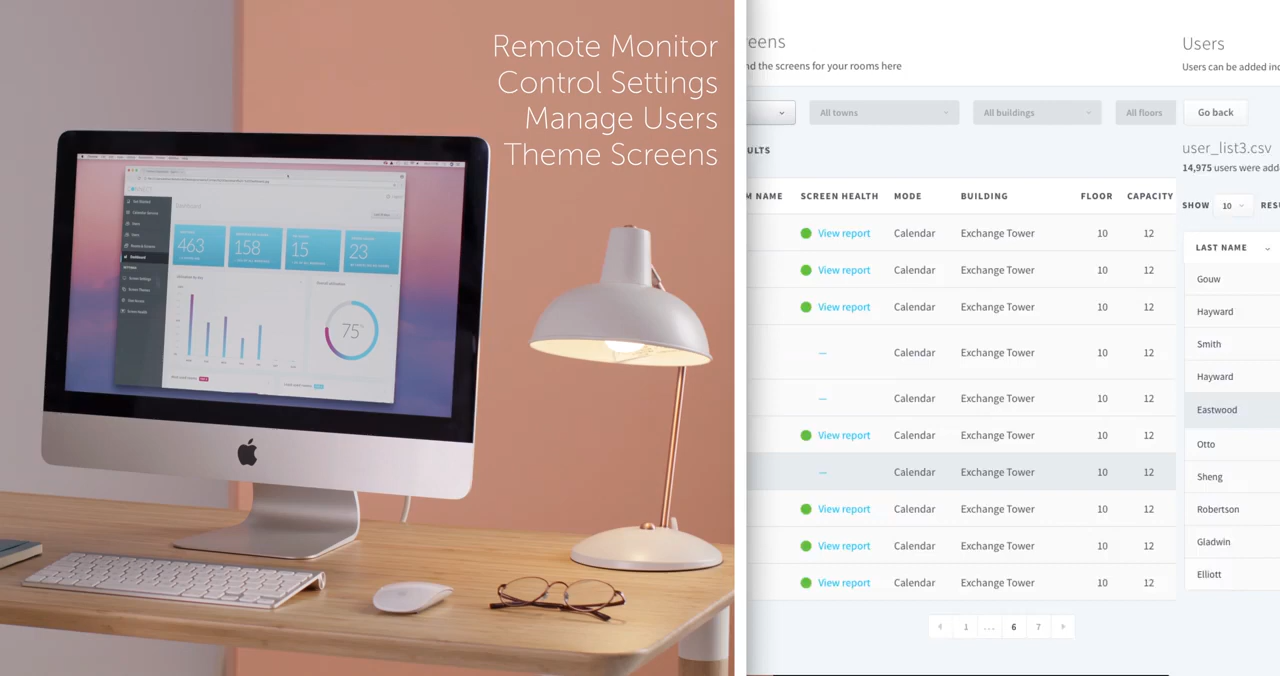 Remote Monitor
Control Settings
Manage Users
Theme Screens
Dashboard
463
158
15
23
75%
eens
nd the screens for your rooms here
All towns
All buildings
All floors
ULTS
M NAME SCREEN HEALTH MODE BUILDING FLOOR CAPACITY
View report Calendar Exchange Tower 10 12
View report Calendar Exchange Tower 10 12
View report Calendar Exchange Tower 10 12
— Calendar Exchange Tower 10 12
— Calendar Exchange Tower 10 12
View report Calendar Exchange Tower 10 12
— Calendar Exchange Tower 10 12
View report Calendar Exchange Tower 10 12
View report Calendar Exchange Tower 10 12
View report Calendar Exchange Tower 10 12
1 ... 6 7
Users
Users can be added inc
Go back
user_list3.csv
14,975 users were adde
SHOW 10 RESU
LAST NAME
Gouw
Hayward
Smith
Hayward
Eastwood
Otto
Sheng
Robertson
Gladwin
Elliott